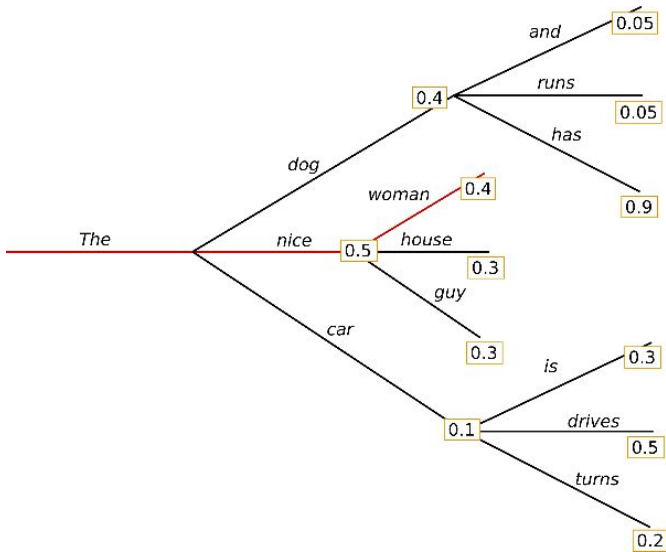 and
0.05
runs
0.4
0.05
has
dog
woman
0.4
0.9
The
nice
house
0.5
0.3
guy
car
0.3
is
0.3
drives
0.1
0.5
turns
0.2